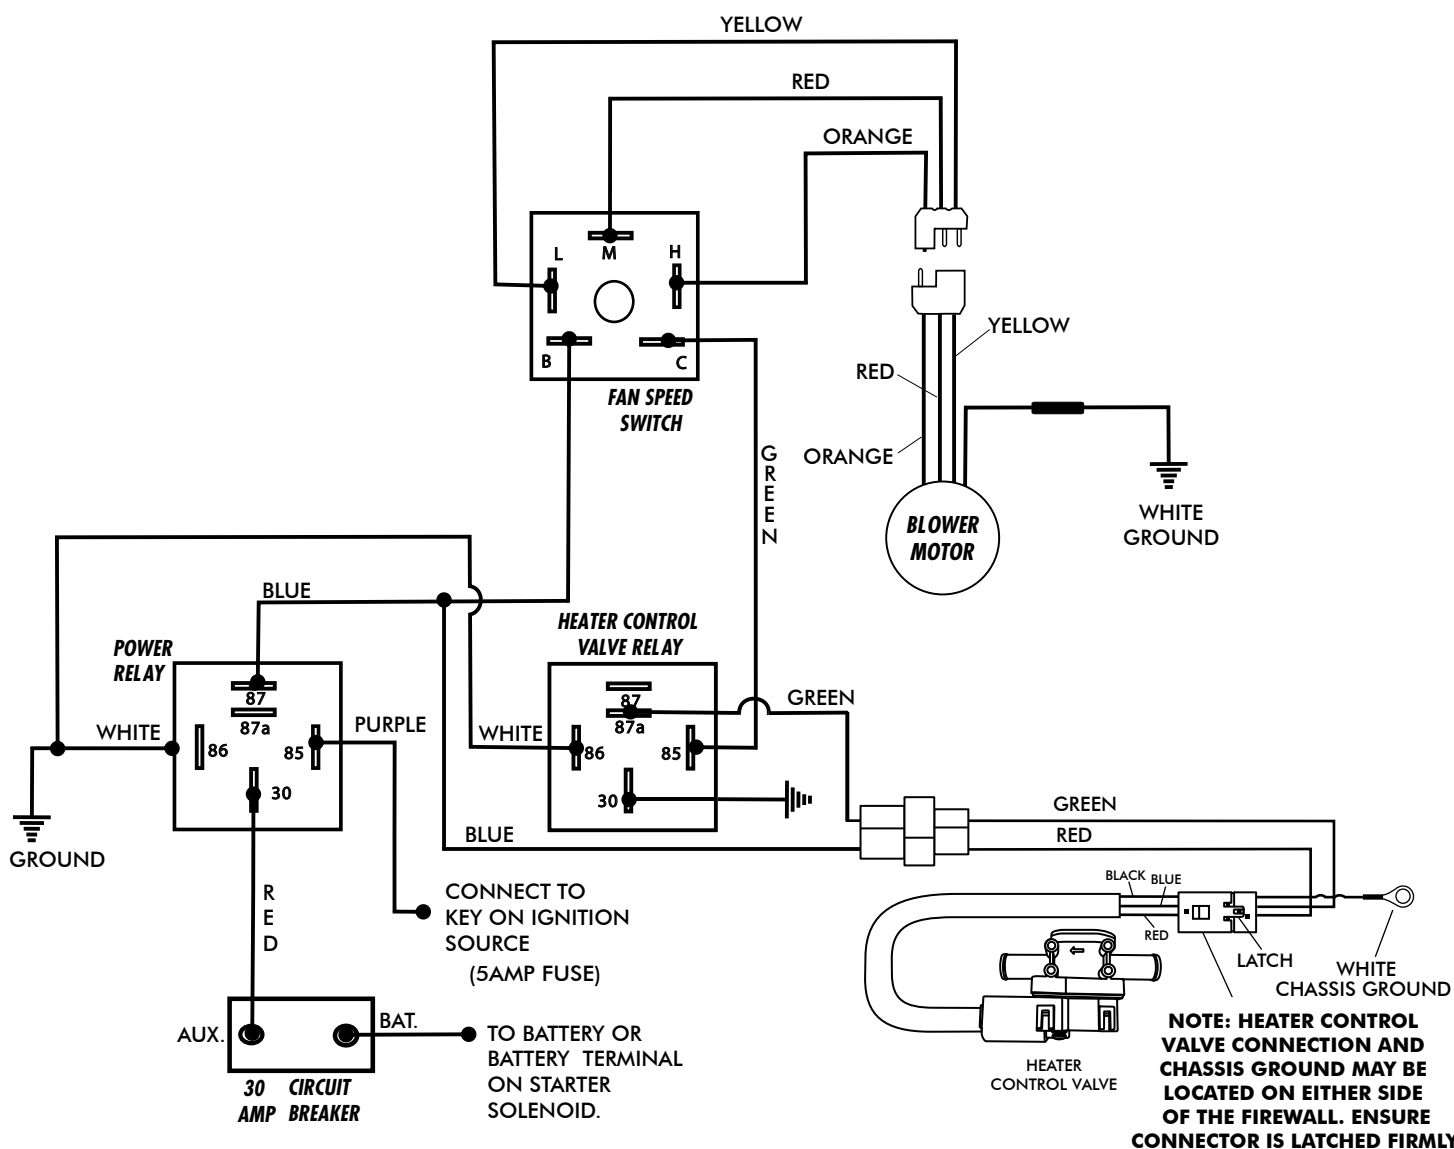 YELLOW
RED
ORANGE
L
M
H
B
C
FAN SPEED
SWITCH
YELLOW
RED
ORANGE
GREEN
BLOWER
MOTOR
WHITE
GROUND
BLUE
POWER
RELAY
87
87a
86
85
30
WHITE
PURPLE
GROUND
HEATER CONTROL
VALVE RELAY
87
87a
86
85
30
WHITE
GREEN
BLUE
GREEN
RED
RED
CONNECT TO
KEY ON IGNITION
SOURCE
(5AMP FUSE)
BLACK
BLUE
RED
LATCH
WHITE
CHASSIS GROUND
AUX.
BAT.
30 CIRCUIT
AMP BREAKER
TO BATTERY OR
BATTERY TERMINAL
ON STARTER
SOLENOID.
HEATER
CONTROL VALVE
NOTE: HEATER CONTROL
VALVE CONNECTION AND
CHASSIS GROUND MAY BE
LOCATED ON EITHER SIDE
OF THE FIREWALL. ENSURE
CONNECTOR IS LATCHED FIRMLY